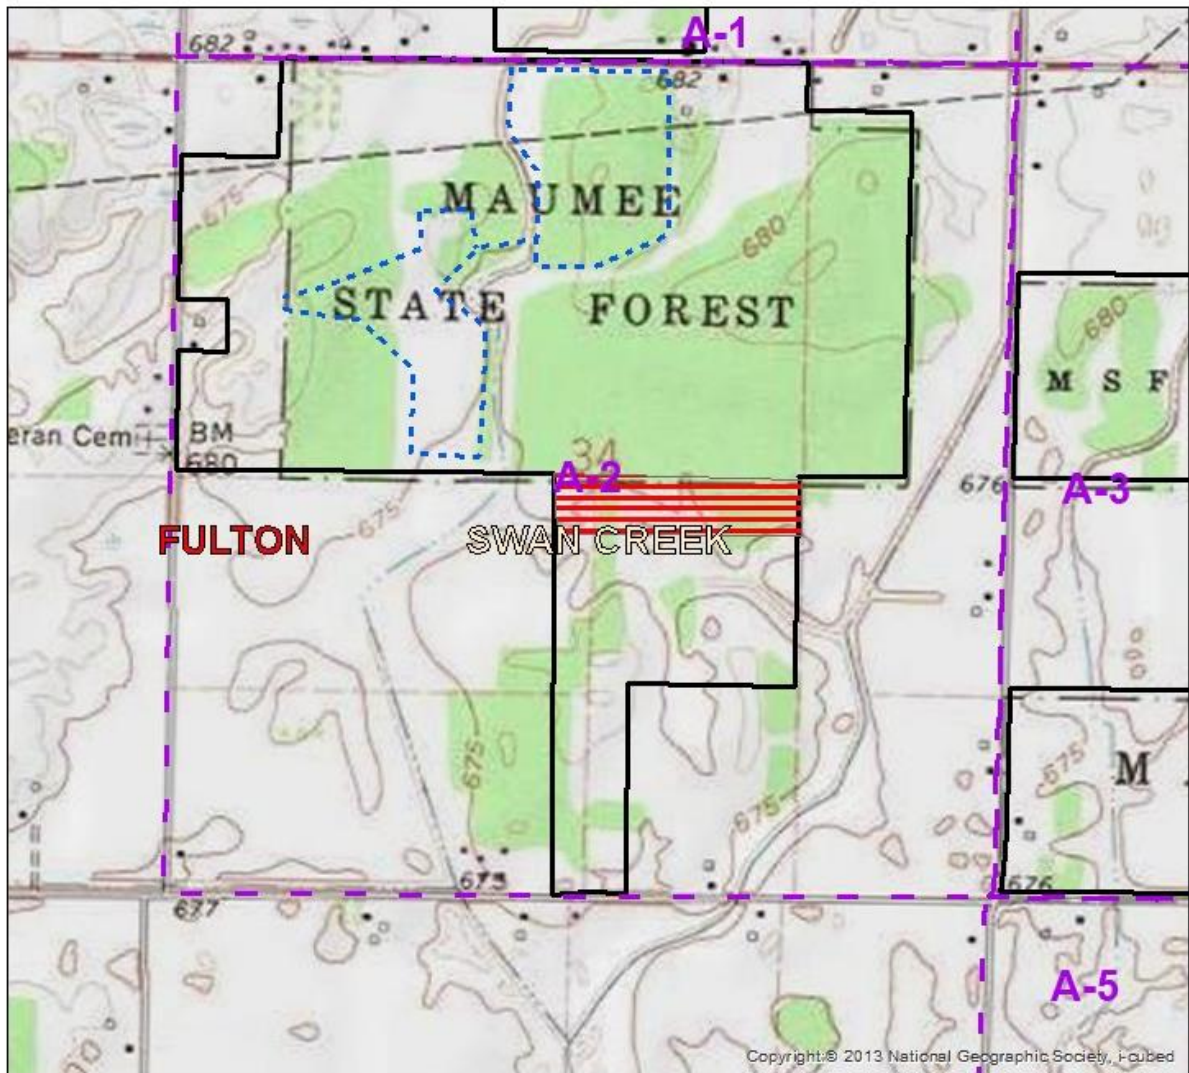 A-1
682
682
MAUMEE
675
680
STATE FOREST
680
M S F
eran Cem
BM
680
34
A-2
676
A-3
675
FULTON
SWAN CREEK
675
675
M
675
675
676
677
A-5
Copyright:© 2013 National Geographic Society, i-cubed